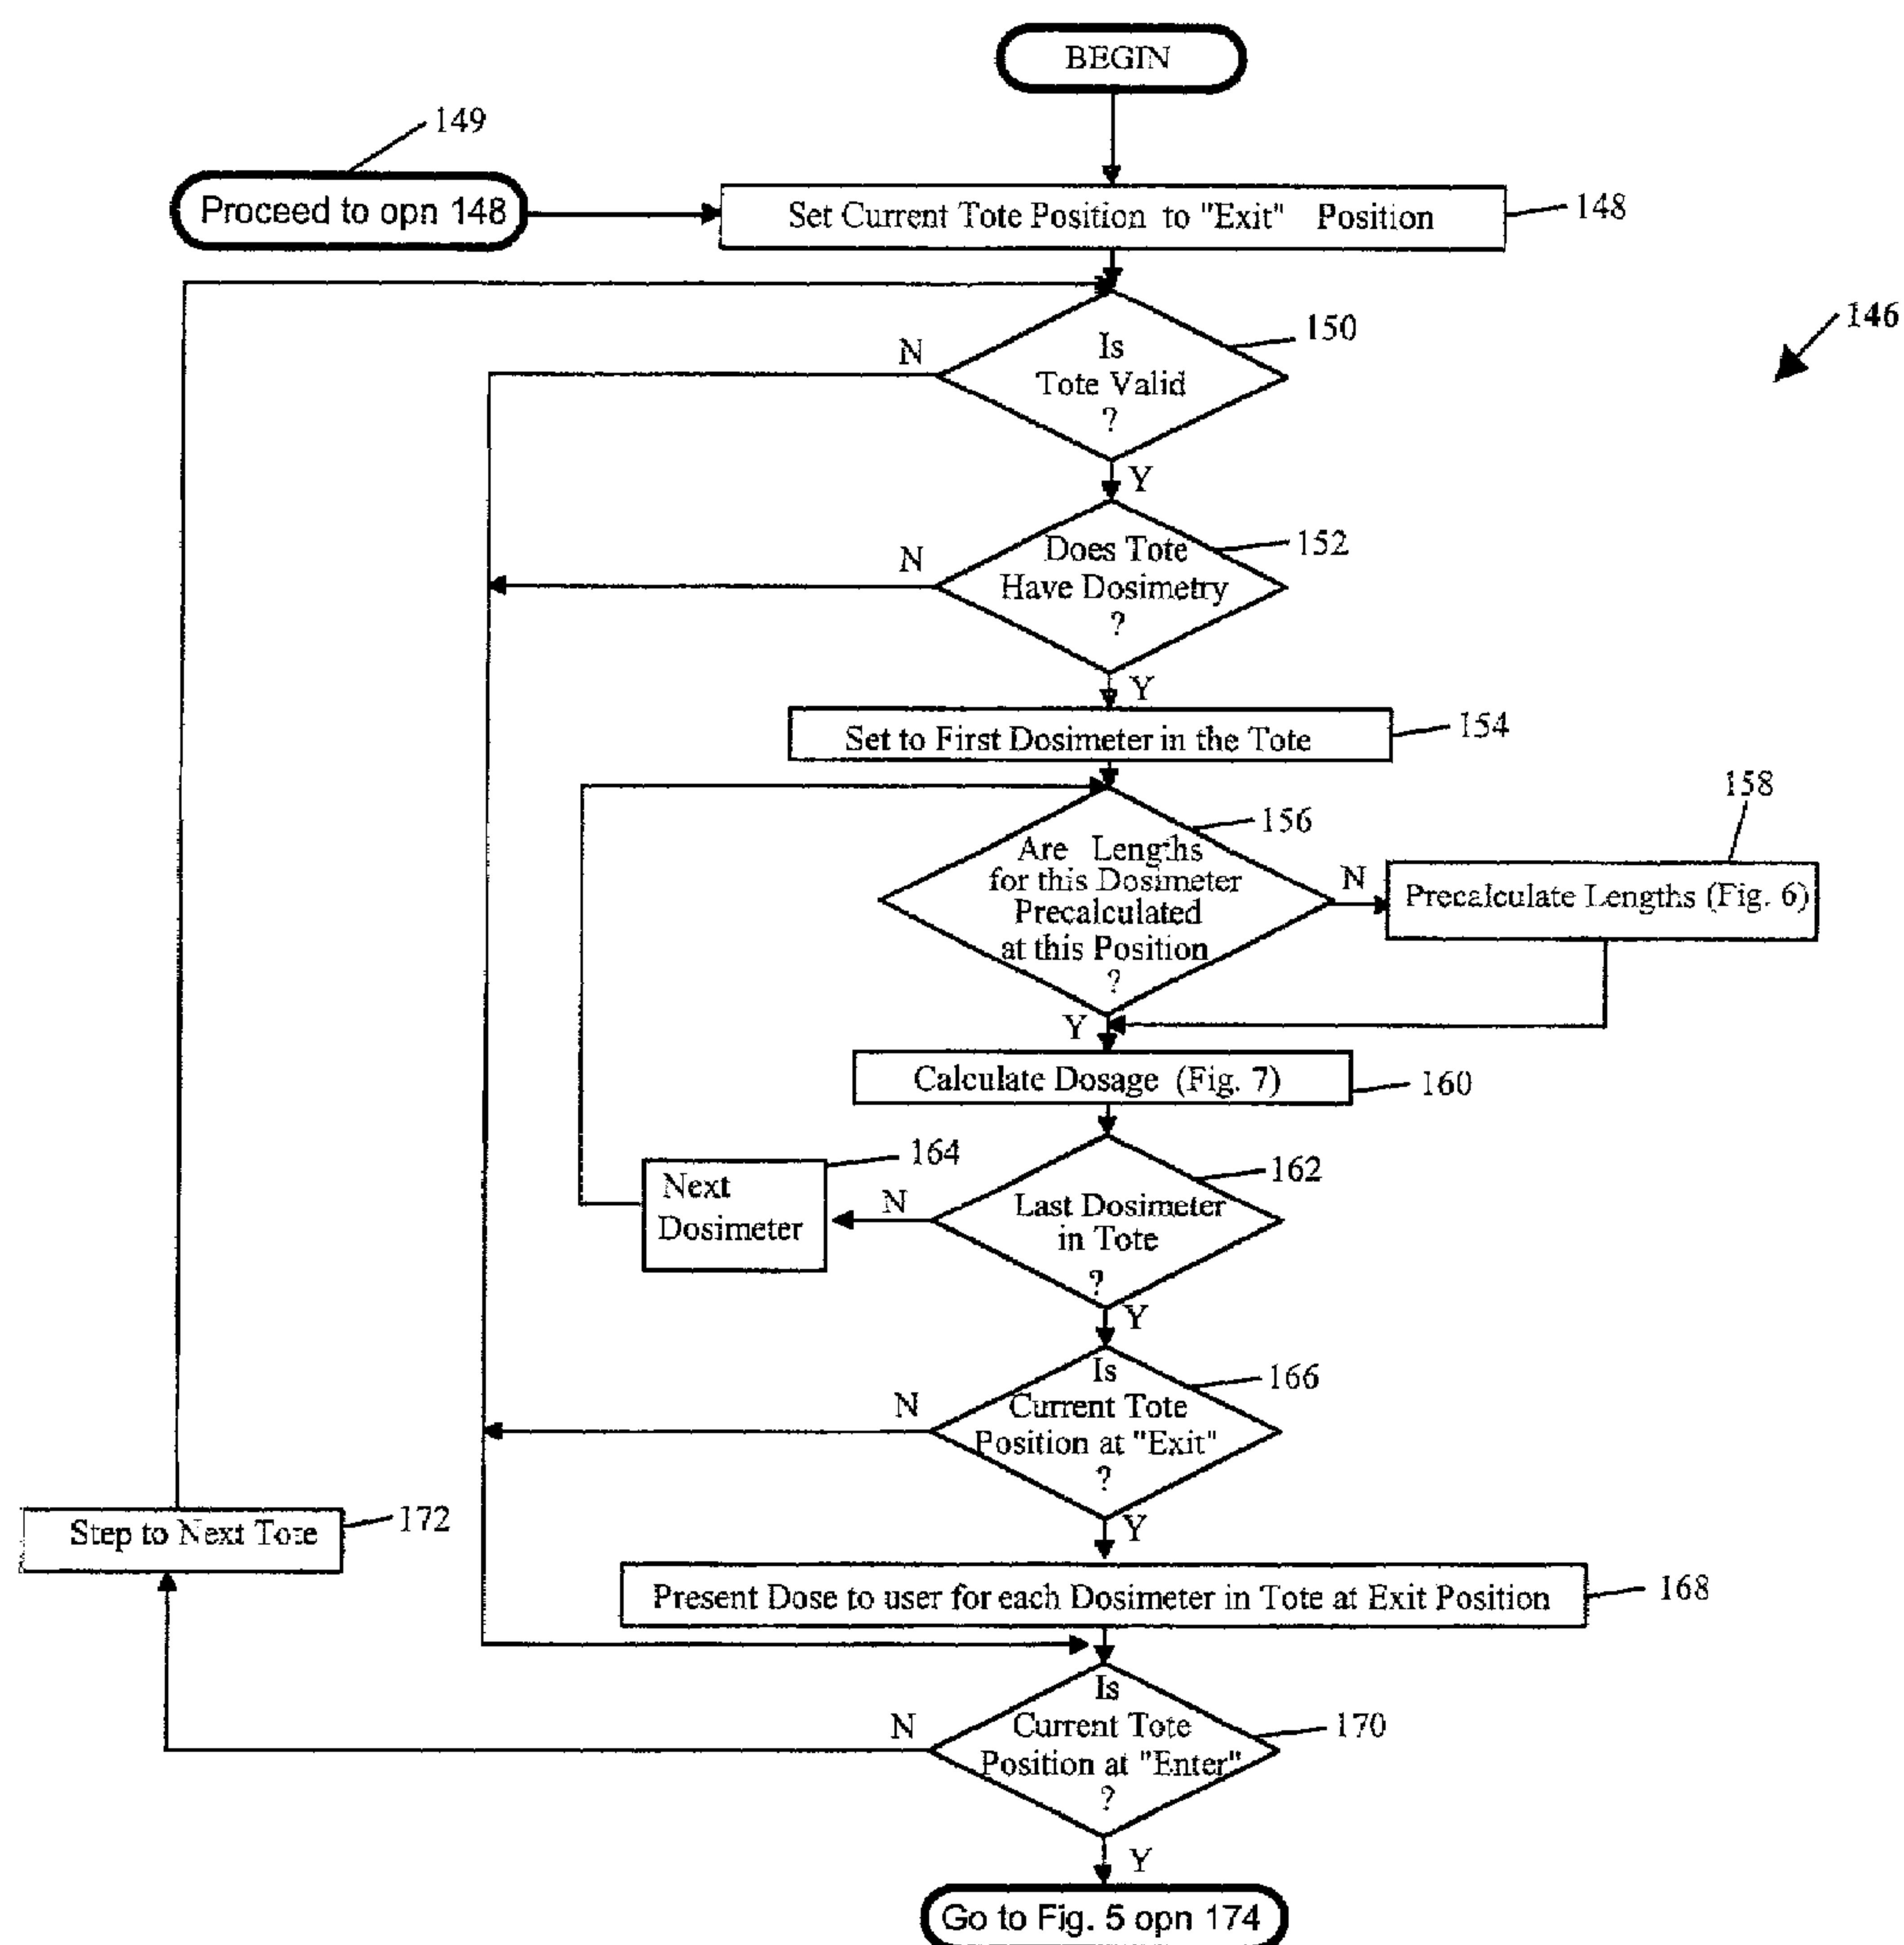 BEGIN
149
Proceed to opn 148
Set Current Tote Position to "Exit" Position
148
146
150
Is
Tote Valid
?
N
Y
152
Does Tote
Have Dosimetry
?
N
Y
Set to First Dosimeter in the Tote
154
156
Are Lengths
for this Dosimeter
Precalculated
at this Position
?
N
158
Precalculate Lengths (Fig. 6)
Y
Calculate Dosage (Fig. 7)
160
164
Next
Dosimeter
N
162
Last Dosimeter
in Tote
?
Y
Is
Current Tote
Position at "Exit"
?
166
N
Y
Step to Next Tote
172
Present Dose to user for each Dosimeter in Tote at Exit Position
168
Is
Current Tote
Position at "Enter"
?
170
N
Y
Go to Fig. 5 opn 174